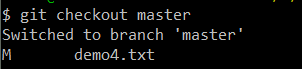 $ git checkout master
Switched to branch 'master'
M       demo4.txt